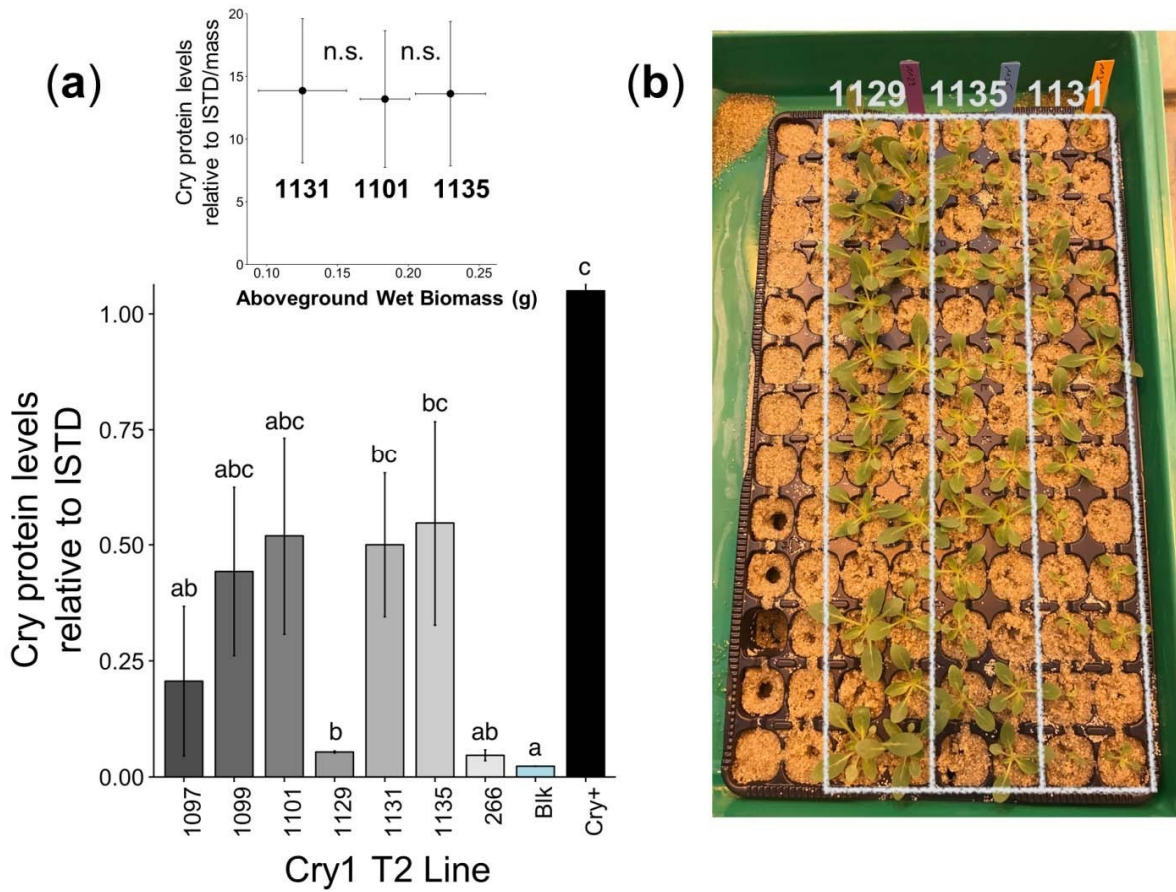 (a)
Cry protein levels
relative to ISTD/mass
20
15
10
5
0
n.s. n.s.
1131 1101 1135
0.10 0.15 0.20 0.25
Aboveground Wet Biomass (g)
Cry protein levels
relative to ISTD
1.00
0.75
0.50
0.25
0.00
ab abc abc b bc bc ab a c
1097 1099 1101 1129 1131 1135 266 Blk Cry+
Cry1 T2 Line
(b)
1129 1135 1131